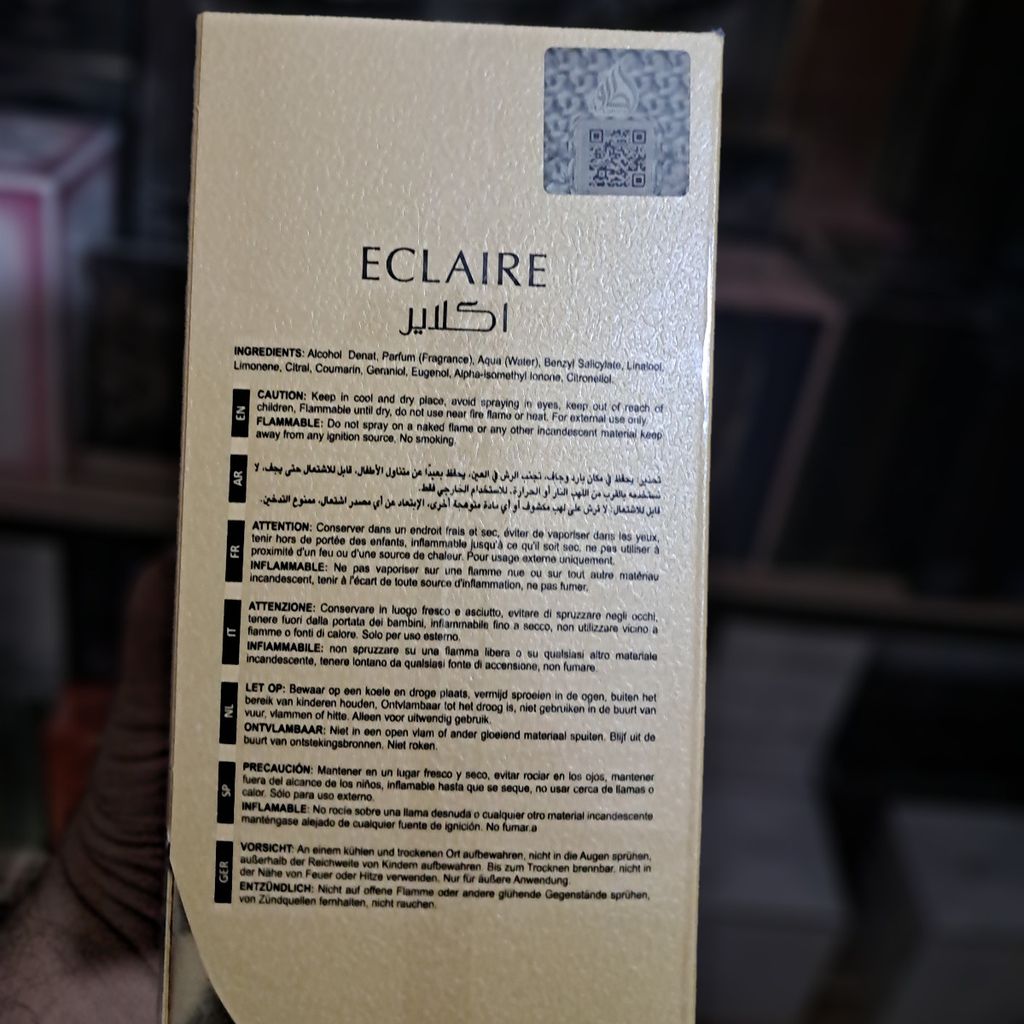 ECLAIRE
اكلاير
INGREDIENTS: Alcohol Denat, Parfum (Fragrance), Aqua (Water), Benzyl Salicylate, Linalool,
Limonene, Citral, Coumarin, Geraniol, Eugenol, Alpha-isomethyl Ionone, Citronellol.
EN
CAUTION: Keep in cool and dry place, avoid spraying in eyes, keep out of reach of
children, Flammable until dry, do not use near fire flame or heat. For external use only.
FLAMMABLE: Do not spray on a naked flame or any other incandescent material keep
away from any ignition source, No smoking.
AR
تحذير: يحفظ في مكان بارد وجاف، تجنب الرش في العين، يحفظ بعيدًا عن متناول الأطفال، قابل للاشتعال حتى يجف، لا
تستخدمه بالقرب من اللهب النار أو الحرارة. للاستخدام الخارجي فقط.
قابل للاشتعال: لا ترش على لهب مكشوف أو أي مادة متوهجة أخرى، الإبتعاد عن أي مصدر اشتعال، ممنوع التدخين.
FR
ATTENTION: Conserver dans un endroit frais et sec, éviter de vaporiser dans les yeux,
tenir hors de portée des enfants, inflammable jusqu'à ce qu'il soit sec, ne pas utiliser à
proximité d'un feu ou d'une source de chaleur. Pour usage externe uniquement.
INFLAMMABLE: Ne pas vaporiser sur une flamme nue ou sur tout autre matériau
incandescent, tenir à l'écart de toute source d'inflammation, ne pas fumer.
IT
ATTENZIONE: Conservare in luogo fresco e asciutto, evitare di spruzzare negli occhi,
tenere fuori dalla portata dei bambini, infiammabile fino a secco, non utilizzare vicino a
fiamme o fonti di calore. Solo per uso esterno.
INFIAMMABILE: non spruzzare su una fiamma libera o su qualsiasi altro materiale
incandescente, tenere lontano da qualsiasi fonte di accensione, non fumare.
NL
LET OP: Bewaar op een koele en droge plaats, vermijd sproeien in de ogen, buiten het
bereik van kinderen houden, Ontvlambaar tot het droog is, niet gebruiken in de buurt van
vuur, vlammen of hitte. Alleen voor uitwendig gebruik.
ONTVLAMBAAR: Niet in een open vlam of ander gloeiend materiaal spuiten. Blijf uit de
buurt van ontstekingsbronnen. Niet roken.
SP
PRECAUCIÓN: Mantener en un lugar fresco y seco, evitar rociar en los ojos, mantener
fuera del alcance de los niños, inflamable hasta que se seque, no usar cerca de llamas o
calor. Sólo para uso externo.
INFLAMABLE: No rocíe sobre una llama desnuda o cualquier otro material incandescente
manténgase alejado de cualquier fuente de ignición. No fumar.a
GER
VORSICHT: An einem kühlen und trockenen Ort aufbewahren, nicht in die Augen sprühen,
außerhalb der Reichweite von Kindern aufbewahren. Bis zum Trocknen brennbar, nicht in
der Nähe von Feuer oder Hitze verwenden. Nur für äußere Anwendung.
ENTZÜNDLICH: Nicht auf offene Flamme oder andere glühende Gegenstände sprühen,
von Zündquellen fernhalten, nicht rauchen.